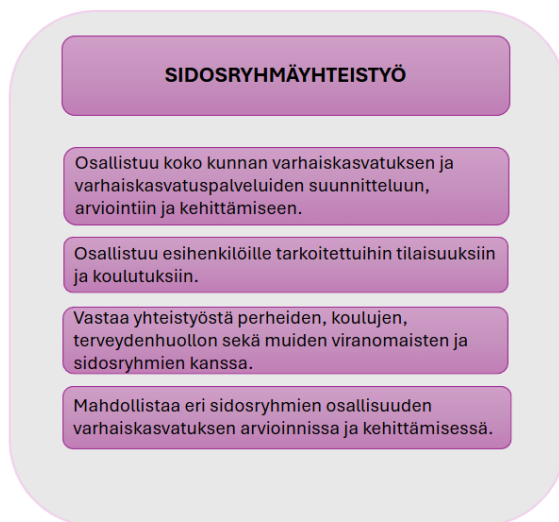 SIDOSRYHMÄYHTEISTYÖ
Osallistuu koko kunnan varhaiskasvatuksen ja
varhaiskasvatuspalveluiden suunnitteluun,
arviointiin ja kehittämiseen.
Osallistuu esihenkilöille tarkoitettuihin tilaisuuksiin
ja koulutuksiin.
Vastaa yhteistyöstä perheiden, koulujen,
terveydenhuollon sekä muiden viranomaisten ja
sidosryhmien kanssa.
Mahdollistaa eri sidosryhmien osallisuuden
varhaiskasvatuksen arvioinnissa ja kehittämisessä.